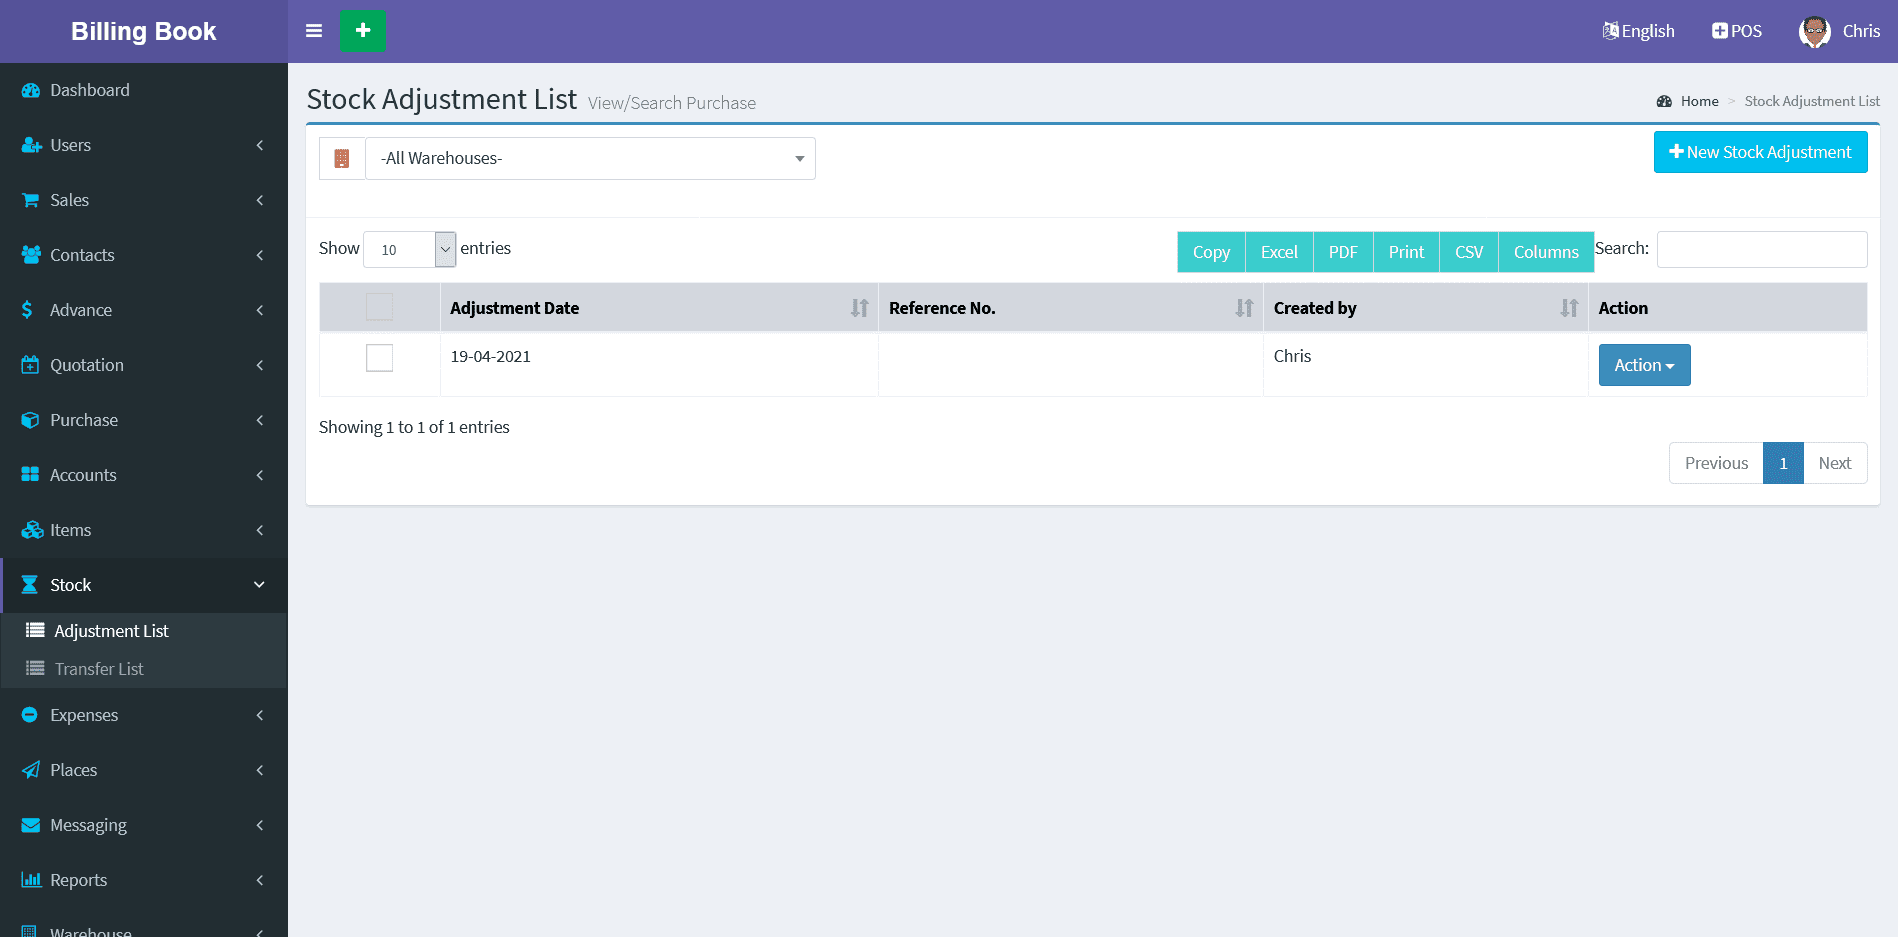 Billing Book
English
POS
Chris
Dashboard
Users
Sales
Contacts
Advance
Quotation
Purchase
Accounts
Items
Stock
Adjustment List
Transfer List
Expenses
Places
Messaging
Reports
Warehouse
Stock Adjustment List View/Search Purchase
Home > Stock Adjustment List
-All Warehouses-
New Stock Adjustment
Show 10 entries
Copy Excel PDF Print CSV Columns Search:
Adjustment Date Reference No. Created by Action
19-04-2021 Chris Action
Showing 1 to 1 of 1 entries
Previous 1 Next